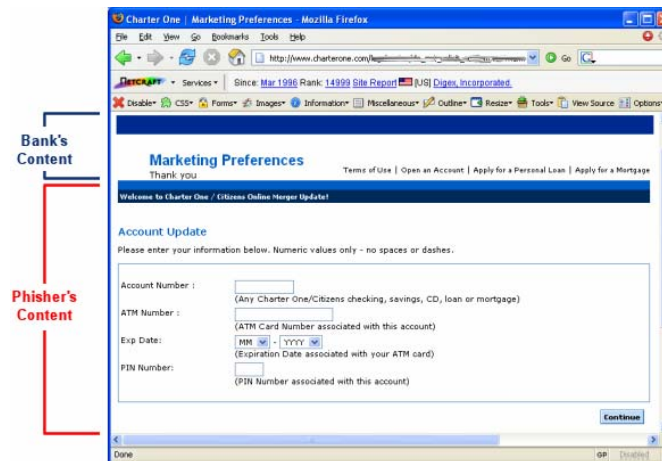 Charter One | Marketing Preferences - Mozilla Firefox
File Edit View Go Bookmarks Tools Help
http://www.charterone.com/ Go
NETCRAFT Services Since: Mar 1996 Rank: 14999 Site Report [US] Digex, Incorporated.
Disable CSS Forms Images Information Miscellaneous Outline Resize Tools View Source Options
Bank's
Content
Marketing Preferences
Thank you
Terms of Use | Open an Account | Apply for a Personal Loan | Apply for a Mortgage
Welcome to Charter One / Citizens Online Merger Update!
Account Update
Please enter your information below. Numeric values only - no spaces or dashes.
Phisher's
Content
Account Number :
(Any Charter One/Citizens checking, savings, CD, loan or mortgage)
ATM Number :
(ATM Card Number associated with this account)
Exp Date: MM - YYYY
(Expiration Date associated with your ATM card)
PIN Number:
(PIN Number associated with this account)
Continue
Done GP Disabled